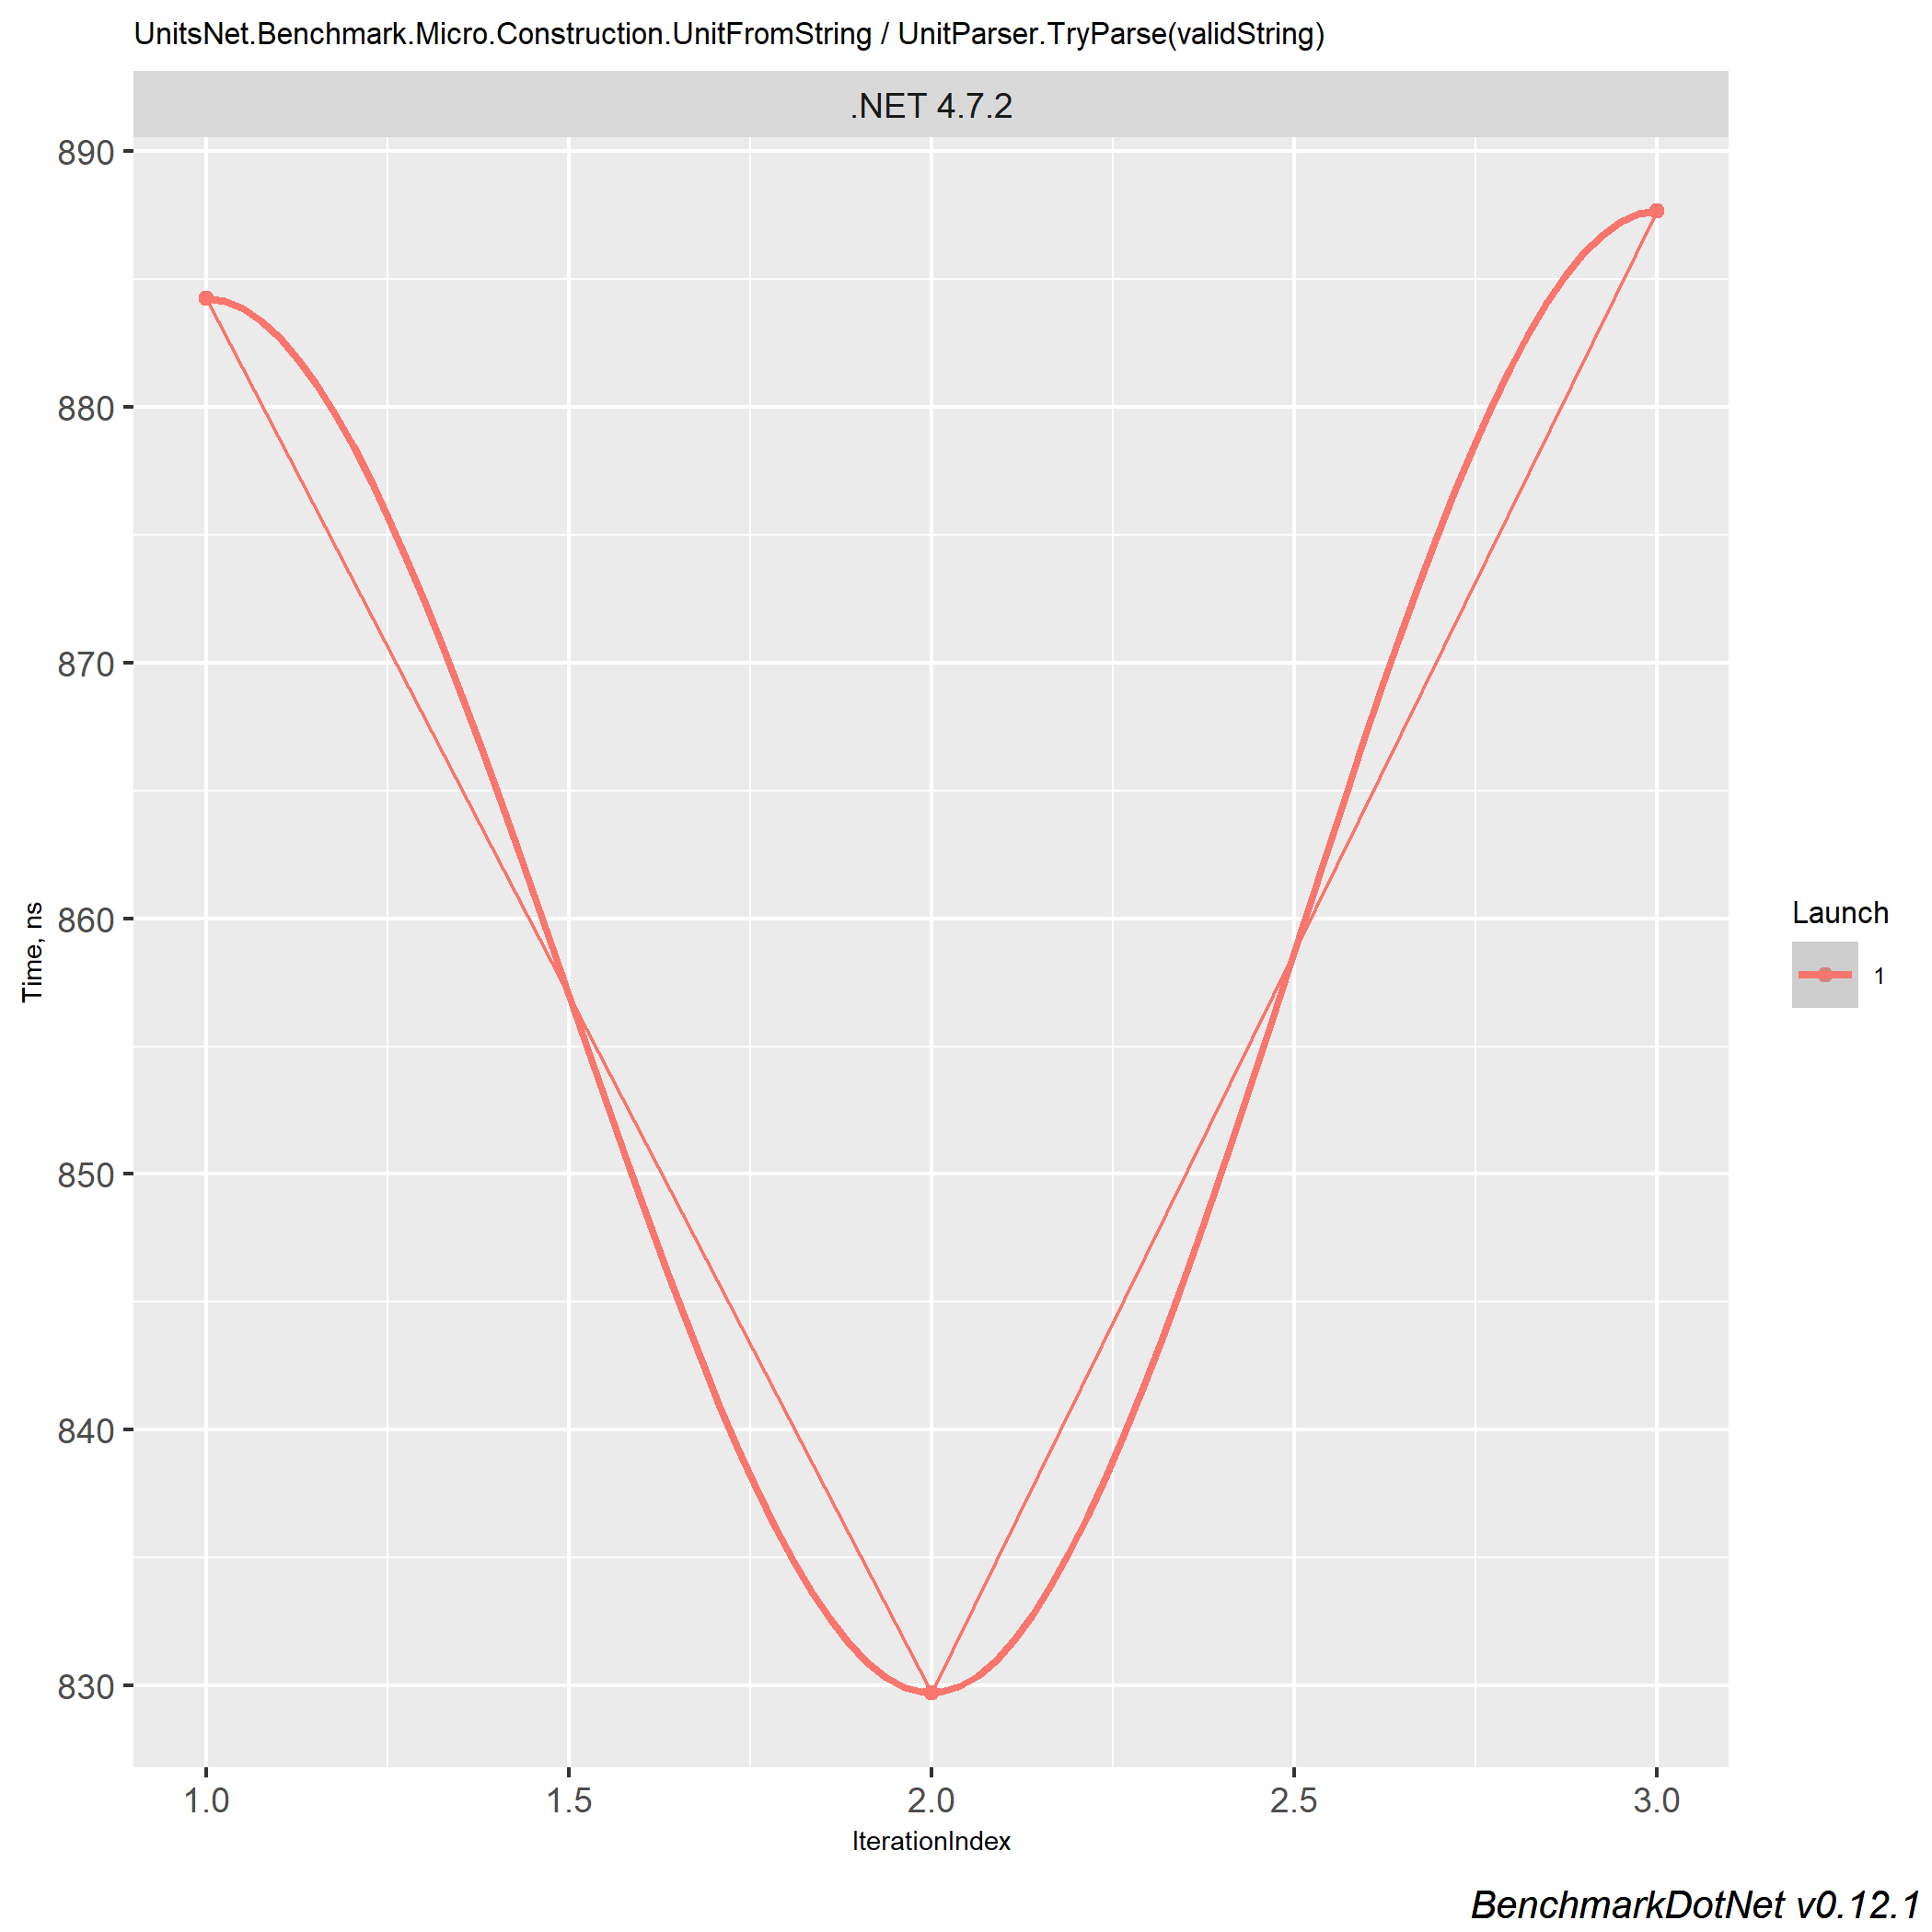 UnitsNet.Benchmark.Micro.Construction.UnitFromString / UnitParser.TryParse(validString)
.NET 4.7.2
890
880
870
860
850
840
830
Time, ns
1.0 1.5 2.0 2.5 3.0
IterationIndex
Launch
1
BenchmarkDotNet v0.12.1